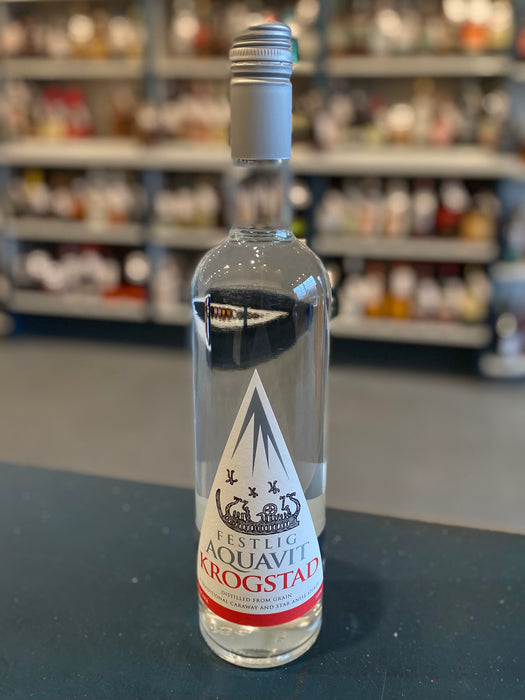 FESTLIG
AQUAVIT
KROGSTAD
DISTILLED FROM GRAIN
CARAWAY AND STAR ANISE